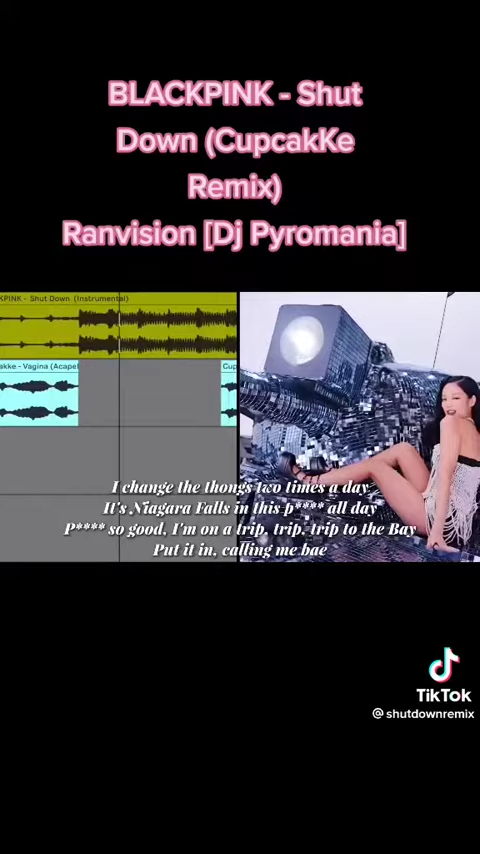 BLACKPINK - Shut
Down (CupcakKe
Remix)
Ranvision [Dj Pyromania]
KPINK - Shut Down (Instrumental)
akke - Vagina (Acapel
Cup
I change the thongs two times a day
It's Niagara Falls in this p**** all day
P**** so good, I'm on a trip, trip, trip to the Bay
Put it in, calling me bae
TikTok
@shutdownremix